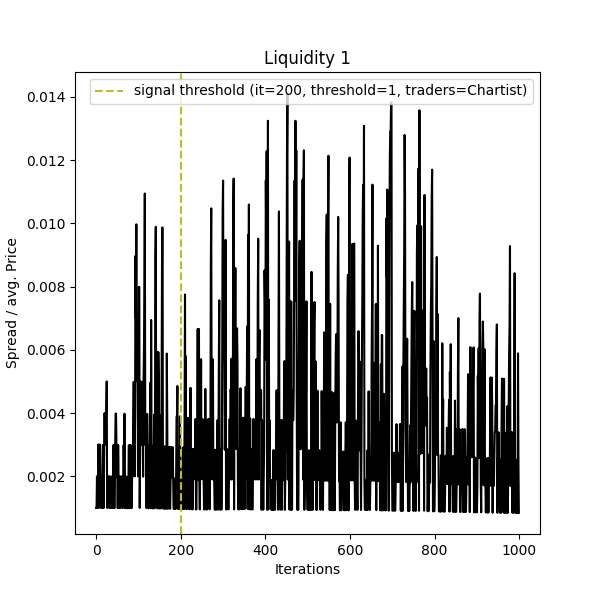 Liquidity 1
signal threshold (it=200, threshold=1, traders=Chartist)
Spread / avg. Price
0.014
0.012
0.010
0.008
0.006
0.004
0.002
0 200 400 600 800 1000
Iterations